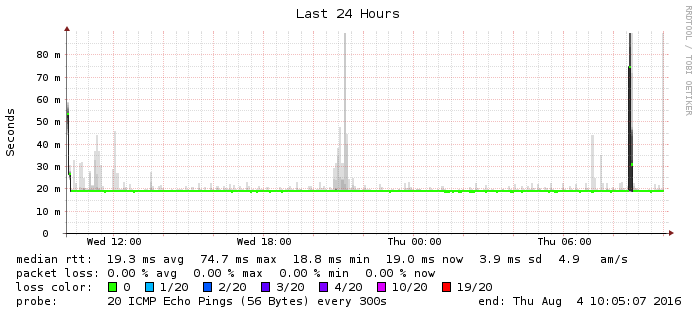 Last 24 Hours
RRDTOOL / TOBI OETIKER
Seconds
80 m
70 m
60 m
50 m
40 m
30 m
20 m
10 m
0
Wed 12:00 Wed 18:00 Thu 00:00 Thu 06:00
median rtt: 19.3 ms avg 74.7 ms max 18.8 ms min 19.0 ms now 3.9 ms sd 4.9 am/s
packet loss: 0.00 % avg 0.00 % max 0.00 % min 0.00 % now
loss color: 0 1/20 2/20 3/20 4/20 10/20 19/20
probe: 20 ICMP Echo Pings (56 Bytes) every 300s end: Thu Aug 4 10:05:07 2016